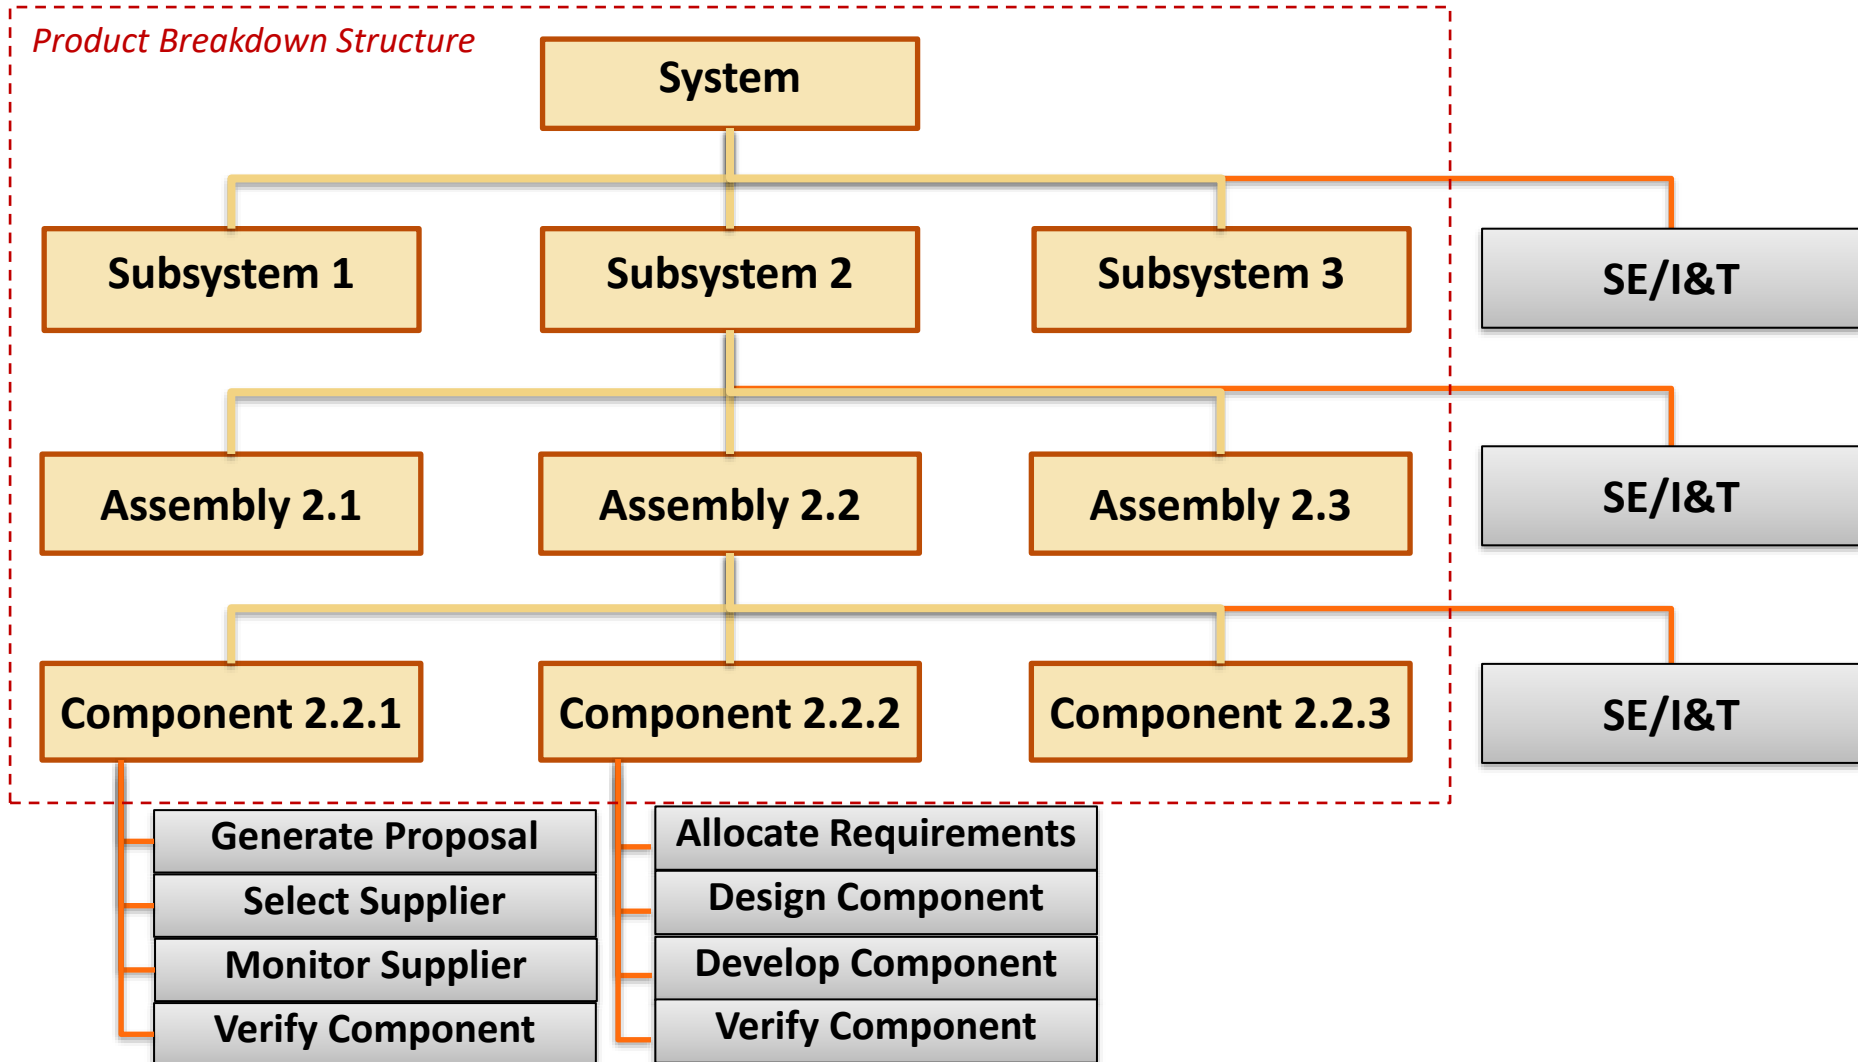 Product Breakdown Structure
System
Subsystem 1
Subsystem 2
Subsystem 3
SE/I&T
Assembly 2.1
Assembly 2.2
Assembly 2.3
SE/I&T
Component 2.2.1
Component 2.2.2
Component 2.2.3
SE/I&T
Generate Proposal
Select Supplier
Monitor Supplier
Verify Component
Allocate Requirements
Design Component
Develop Component
Verify Component